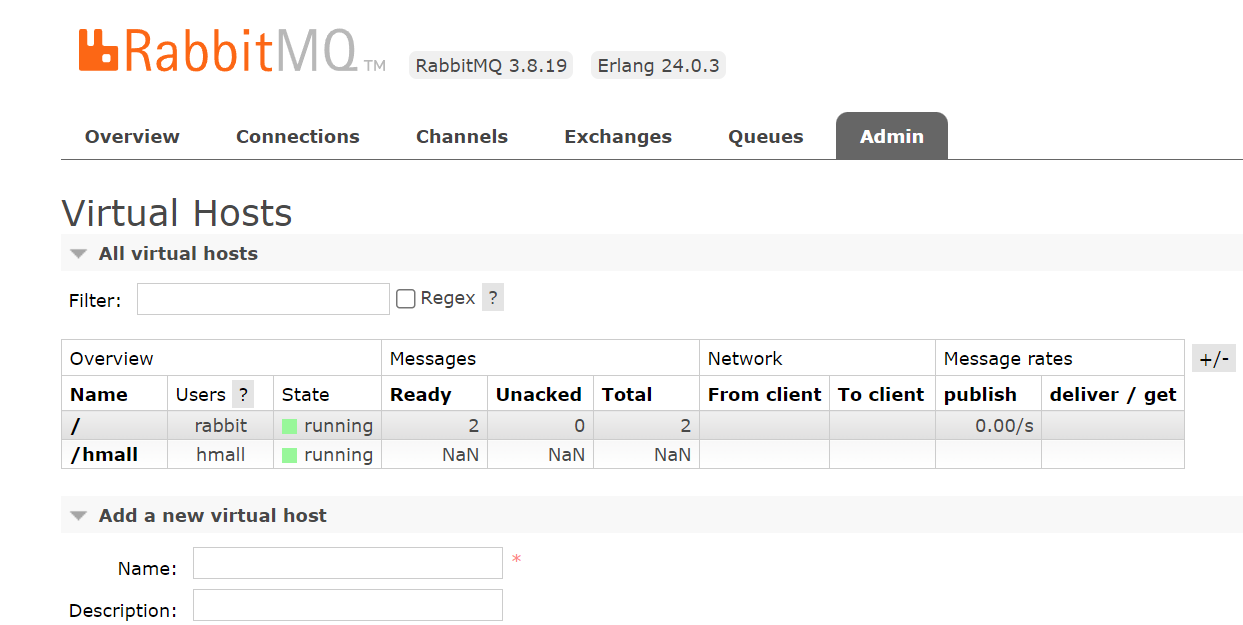 RabbitMQ TM RabbitMQ 3.8.19 Erlang 24.0.3
Overview Connections Channels Exchanges Queues Admin
Virtual Hosts
All virtual hosts
Filter: Regex ?
Overview Messages Network Message rates +/-
Name Users ? State Ready Unacked Total From client To client publish deliver / get
/ rabbit running 2 0 2 0.00/s
/hmall hmall running NaN NaN NaN
Add a new virtual host
Name: *
Description: